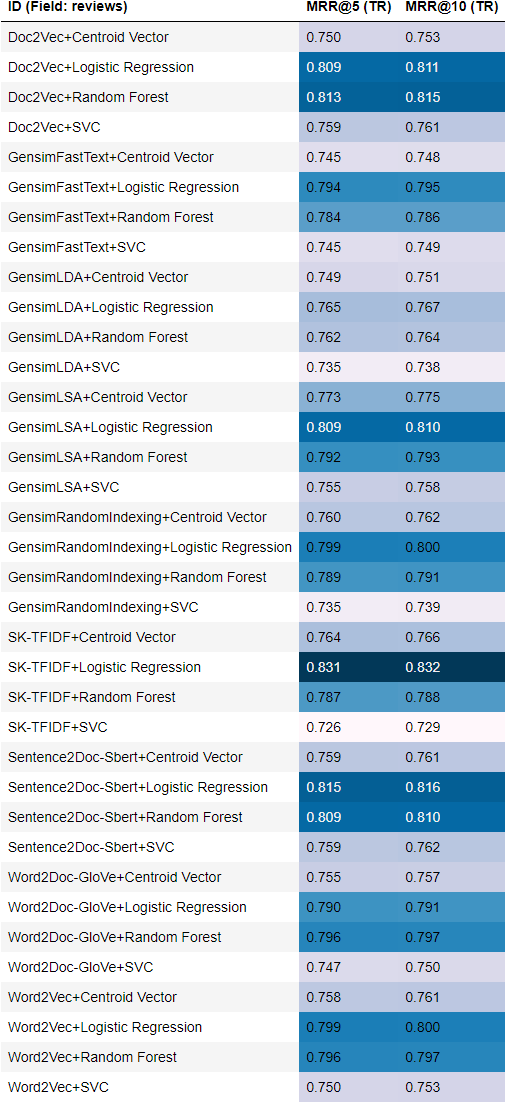 ID (Field: reviews) MRR@5 (TR) MRR@10 (TR)
Doc2Vec+Centroid Vector 0.750 0.753
Doc2Vec+Logistic Regression 0.809 0.811
Doc2Vec+Random Forest 0.813 0.815
Doc2Vec+SVC 0.759 0.761
GensimFastText+Centroid Vector 0.745 0.748
GensimFastText+Logistic Regression 0.794 0.795
GensimFastText+Random Forest 0.784 0.786
GensimFastText+SVC 0.745 0.749
GensimLDA+Centroid Vector 0.749 0.751
GensimLDA+Logistic Regression 0.765 0.767
GensimLDA+Random Forest 0.762 0.764
GensimLDA+SVC 0.735 0.738
GensimLSA+Centroid Vector 0.773 0.775
GensimLSA+Logistic Regression 0.809 0.810
GensimLSA+Random Forest 0.792 0.793
GensimLSA+SVC 0.755 0.758
GensimRandomIndexing+Centroid Vector 0.760 0.762
GensimRandomIndexing+Logistic Regression 0.799 0.800
GensimRandomIndexing+Random Forest 0.789 0.791
GensimRandomIndexing+SVC 0.735 0.739
SK-TFIDF+Centroid Vector 0.764 0.766
SK-TFIDF+Logistic Regression 0.831 0.832
SK-TFIDF+Random Forest 0.787 0.788
SK-TFIDF+SVC 0.726 0.729
Sentence2Doc-Sbert+Centroid Vector 0.759 0.761
Sentence2Doc-Sbert+Logistic Regression 0.815 0.816
Sentence2Doc-Sbert+Random Forest 0.809 0.810
Sentence2Doc-Sbert+SVC 0.759 0.762
Word2Doc-GloVe+Centroid Vector 0.755 0.757
Word2Doc-GloVe+Logistic Regression 0.790 0.791
Word2Doc-GloVe+Random Forest 0.796 0.797
Word2Doc-GloVe+SVC 0.747 0.750
Word2Vec+Centroid Vector 0.758 0.761
Word2Vec+Logistic Regression 0.799 0.800
Word2Vec+Random Forest 0.796 0.797
Word2Vec+SVC 0.750 0.753